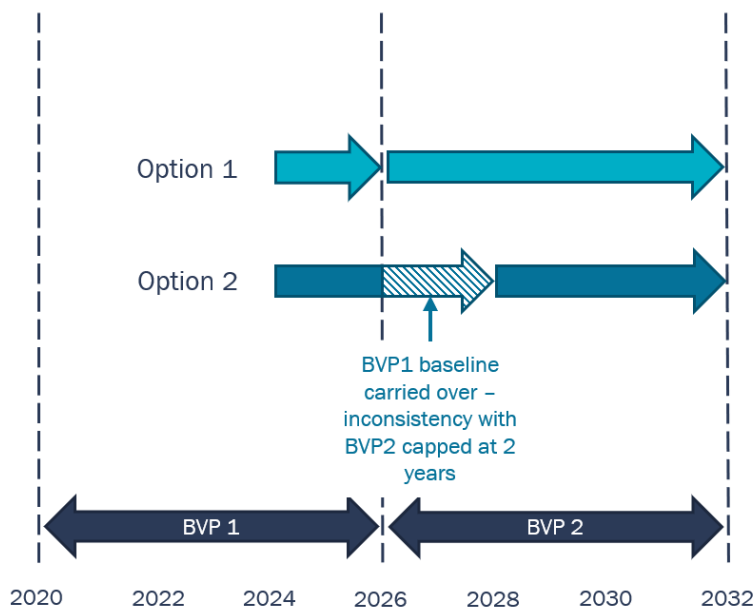 Option 1
Option 2
BVP1 baseline
carried over –
inconsistency with
BVP2 capped at 2
years
BVP 1
BVP 2
2020 2022 2024 2026 2028 2030 2032